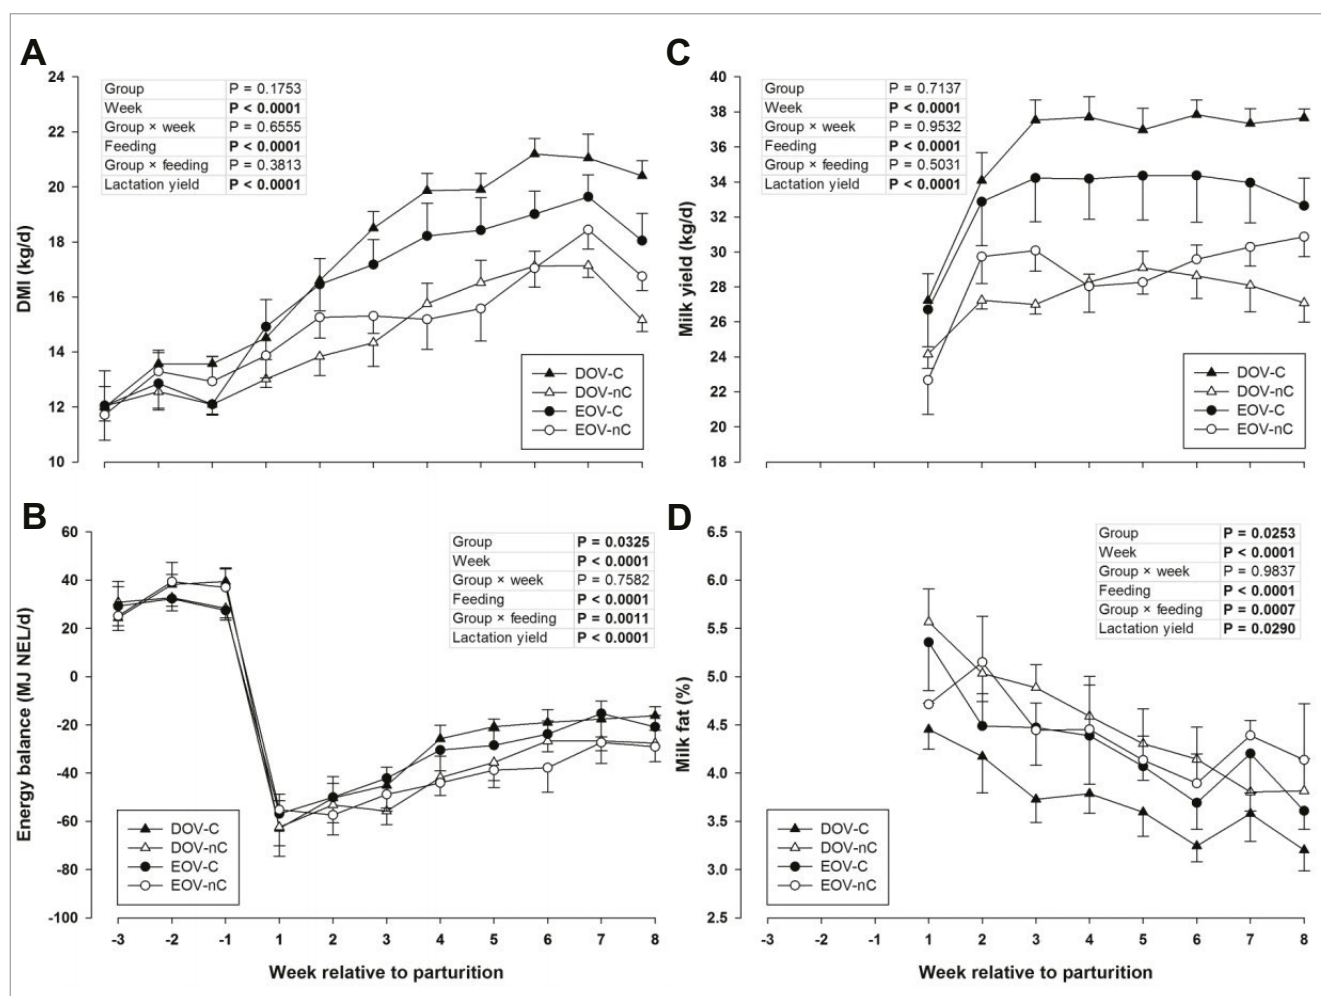 A
DMI (kg/d)
24
22
20
18
16
14
12
10
Group P = 0.1753
Week P < 0.0001
Group × week P = 0.6555
Feeding P < 0.0001
Group × feeding P = 0.3813
Lactation yield P < 0.0001
DOV-C
DOV-nC
EOV-C
EOV-nC
C
Milk yield (kg/d)
40
38
36
34
32
30
28
26
24
22
20
18
Group P = 0.7137
Week P < 0.0001
Group × week P = 0.9532
Feeding P < 0.0001
Group × feeding P = 0.5031
Lactation yield P < 0.0001
DOV-C
DOV-nC
EOV-C
EOV-nC
B
Energy balance (MJ NEL/d)
60
40
20
0
-20
-40
-60
-80
-100
Group P = 0.0325
Week P < 0.0001
Group × week P = 0.7582
Feeding P < 0.0001
Group × feeding P = 0.0011
Lactation yield P < 0.0001
DOV-C
DOV-nC
EOV-C
EOV-nC
-3 -2 -1 1 2 3 4 5 6 7 8
Week relative to parturition
D
Milk fat (%)
6.5
6.0
5.5
5.0
4.5
4.0
3.5
3.0
2.5
Group P = 0.0253
Week P < 0.0001
Group × week P = 0.9837
Feeding P < 0.0001
Group × feeding P = 0.0007
Lactation yield P = 0.0290
DOV-C
DOV-nC
EOV-C
EOV-nC
-3 -2 -1 1 2 3 4 5 6 7 8
Week relative to parturition